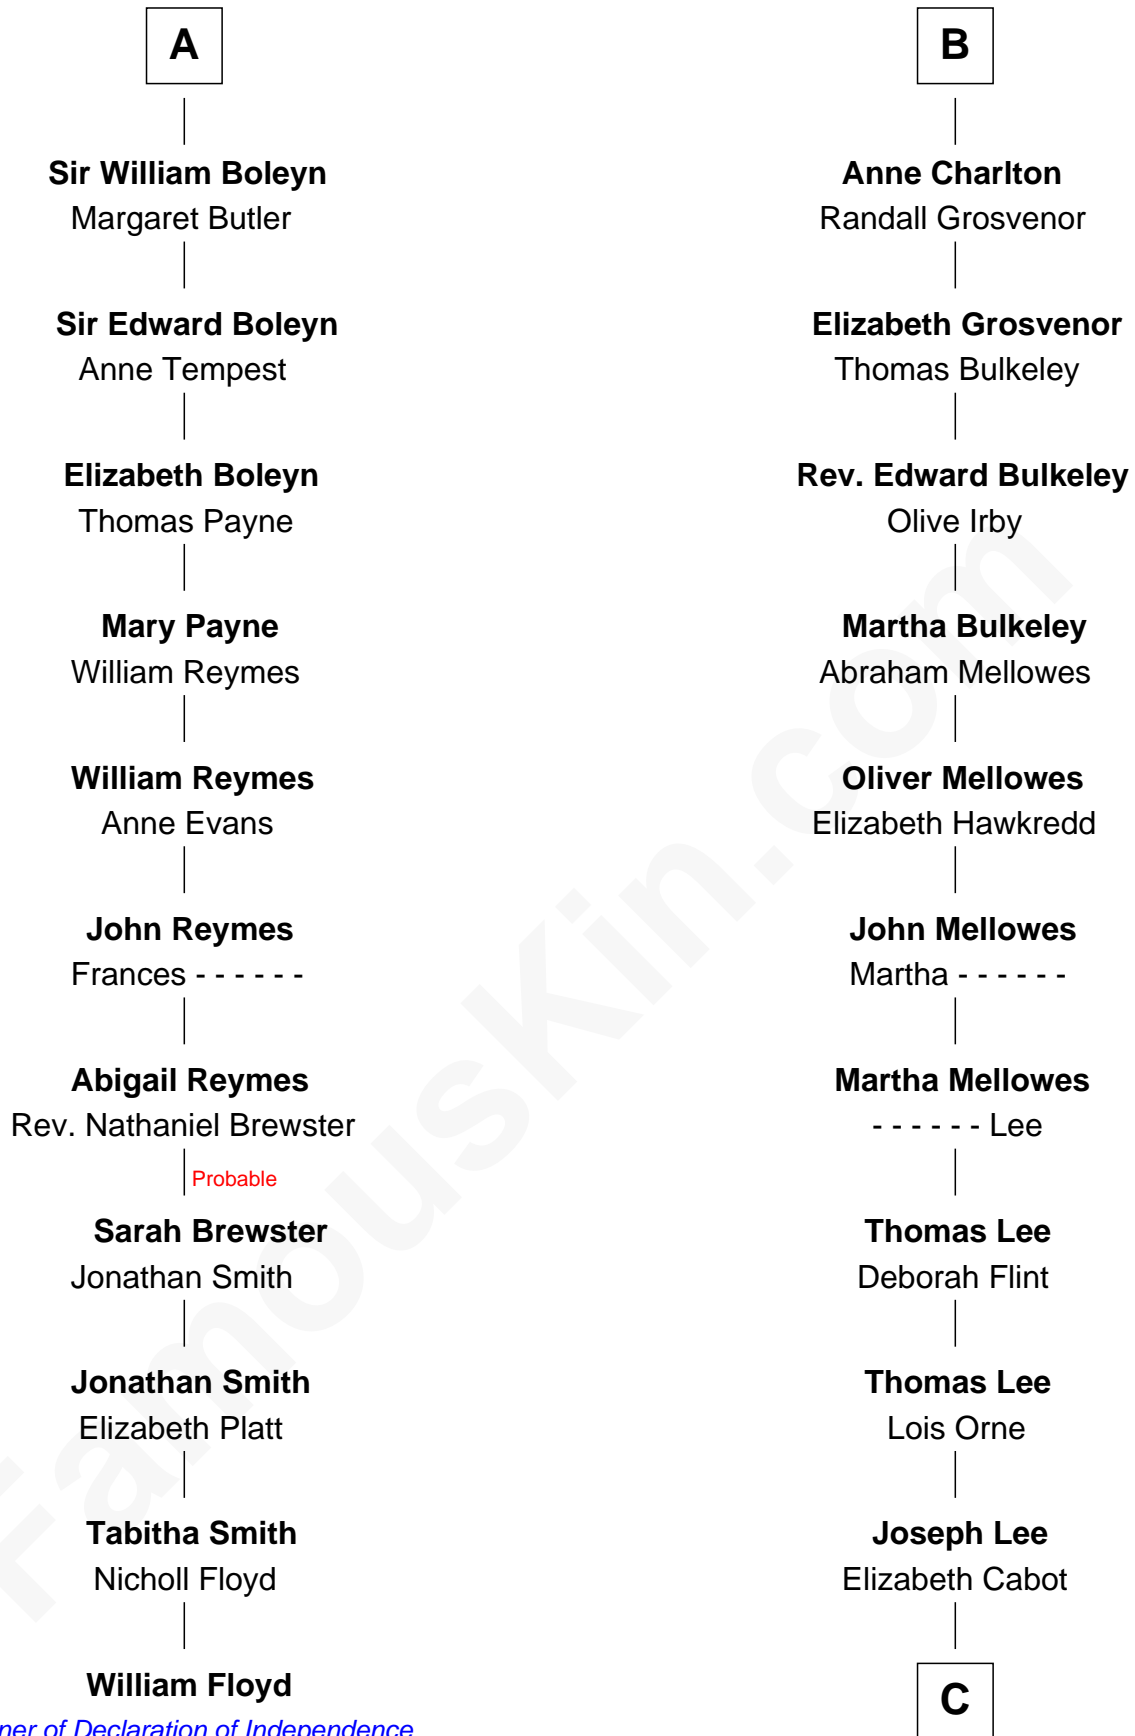 A
Sir William Boleyn
Margaret Butler
Sir Edward Boleyn
Anne Tempest
Elizabeth Boleyn
Thomas Payne
Mary Payne
William Reymes
William Reymes
Anne Evans
John Reymes
Frances - - - - - -
Abigail Reymes
Rev. Nathaniel Brewster
Probable
Sarah Brewster
Jonathan Smith
Jonathan Smith
Elizabeth Platt
Tabitha Smith
Nicholl Floyd
William Floyd
ner of Declaration of Independence
B
Anne Charlton
Randall Grosvenor
Elizabeth Grosvenor
Thomas Bulkeley
Rev. Edward Bulkeley
Olive Irby
Martha Bulkeley
Abraham Mellowes
Oliver Mellowes
Elizabeth Hawkredd
John Mellowes
Martha - - - - - -
Martha Mellowes
- - - - - - Lee
Thomas Lee
Deborah Flint
Thomas Lee
Lois Orne
Joseph Lee
Elizabeth Cabot
C
FamousKin.com